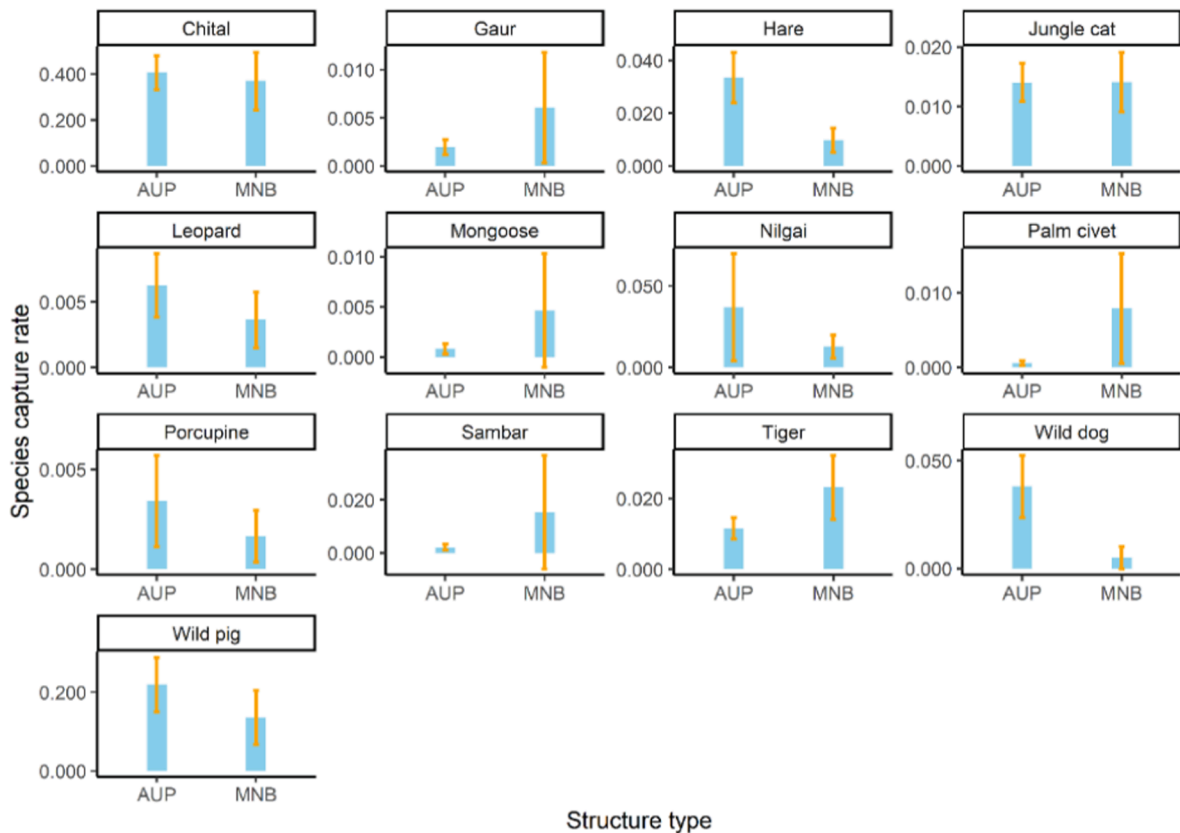 Chital
Gaur
Hare
Jungle cat
0.400
0.200
0.000
0.010
0.005
0.000
0.040
0.020
0.000
0.020
0.010
0.000
AUP MNB
AUP MNB
AUP MNB
AUP MNB
Leopard
Mongoose
Nilgai
Palm civet
0.005
0.000
0.010
0.005
0.000
0.050
0.000
0.010
0.000
AUP MNB
AUP MNB
AUP MNB
AUP MNB
Porcupine
Sambar
Tiger
Wild dog
0.005
0.000
0.020
0.000
0.020
0.000
0.050
0.000
AUP MNB
AUP MNB
AUP MNB
AUP MNB
Wild pig
0.200
0.000
AUP MNB
Species capture rate
Structure type